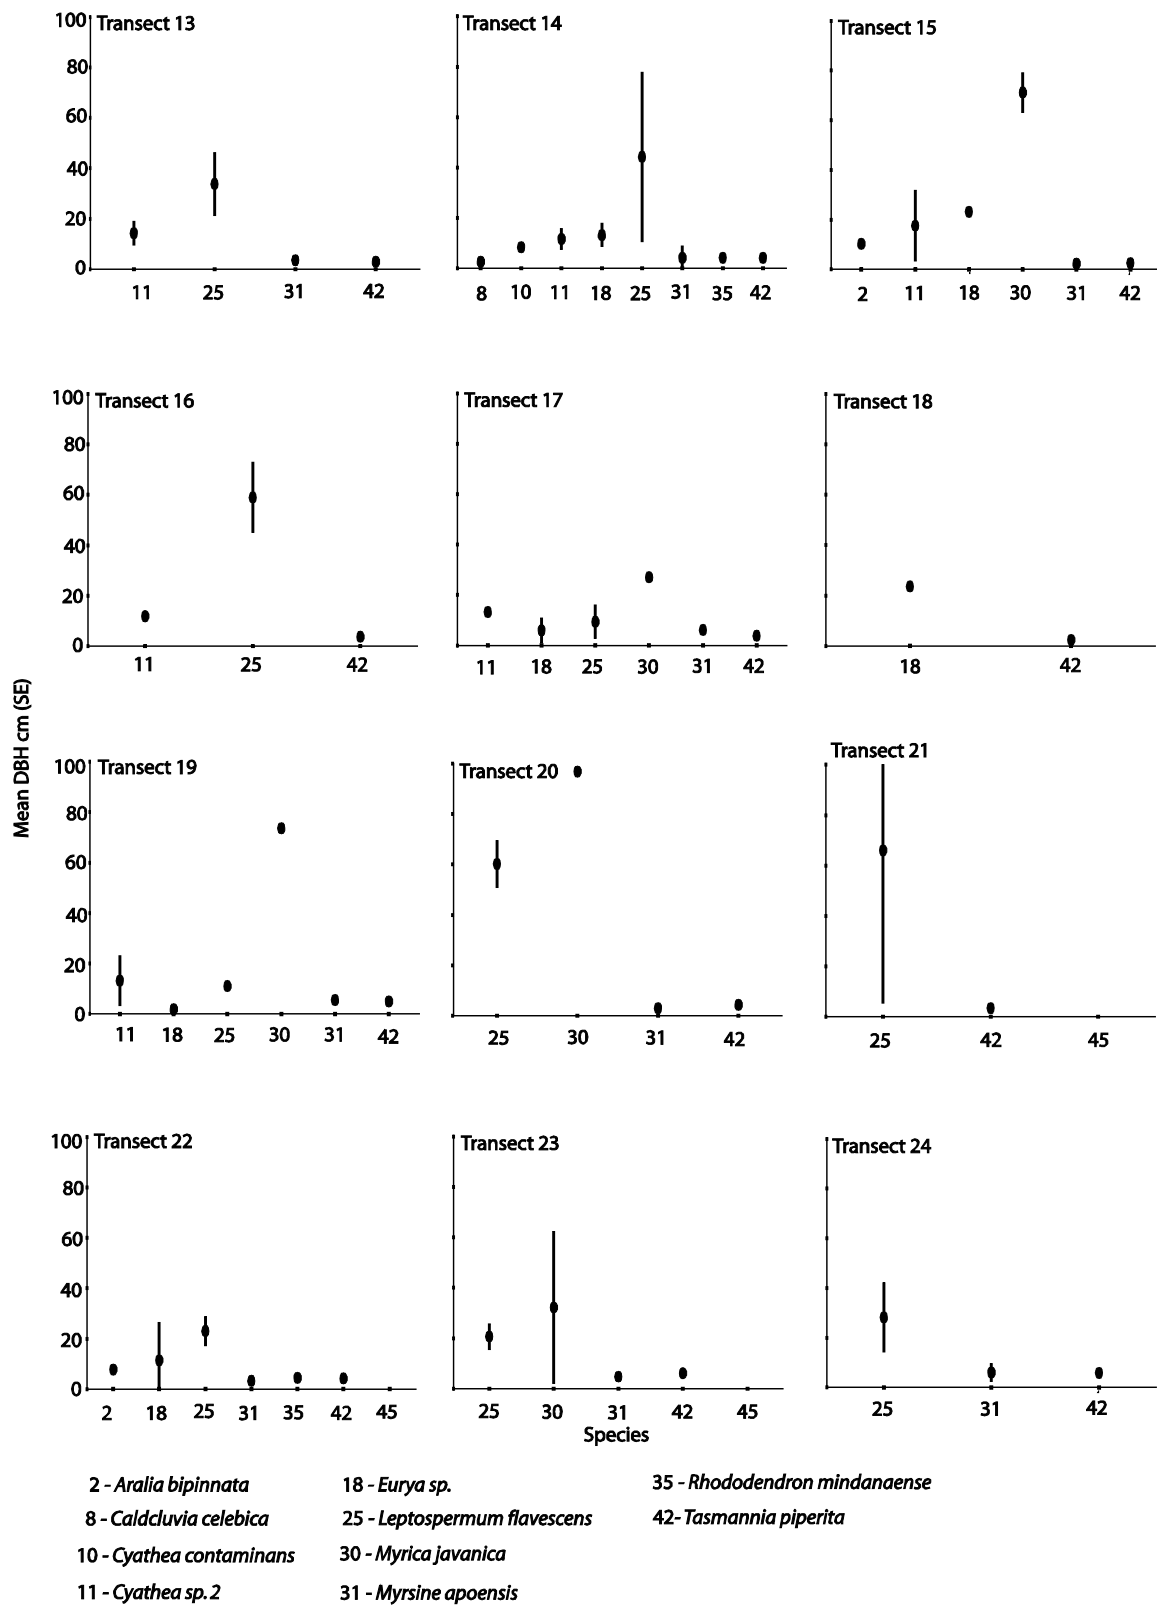 Transect 13
100
80
60
40
20
0
11 25 31 42
Transect 14
8 10 11 18 25 31 35 42
Transect 15
2 11 18 30 31 42
Transect 16
100
80
60
40
20
0
11 25 42
Transect 17
11 18 25 30 31 42
Transect 18
18 42
Mean DBH cm (SE)
Transect 19
100
80
60
40
20
0
11 18 25 30 31 42
Transect 20
25 30 31 42
Transect 21
25 42 45
Transect 22
100
80
60
40
20
0
2 18 25 31 35 42 45
Transect 23
25 30 31 42 45
Transect 24
25 31 42
Species
2 - Aralia bipinnata
8 - Caldcluvia celebica
10 - Cyathea contaminans
11 - Cyathea sp. 2
18 - Eurya sp.
25 - Leptospermum flavescens
30 - Myrica javanica
31 - Myrsine apoensis
35 - Rhododendron mindanaense
42- Tasmannia piperita